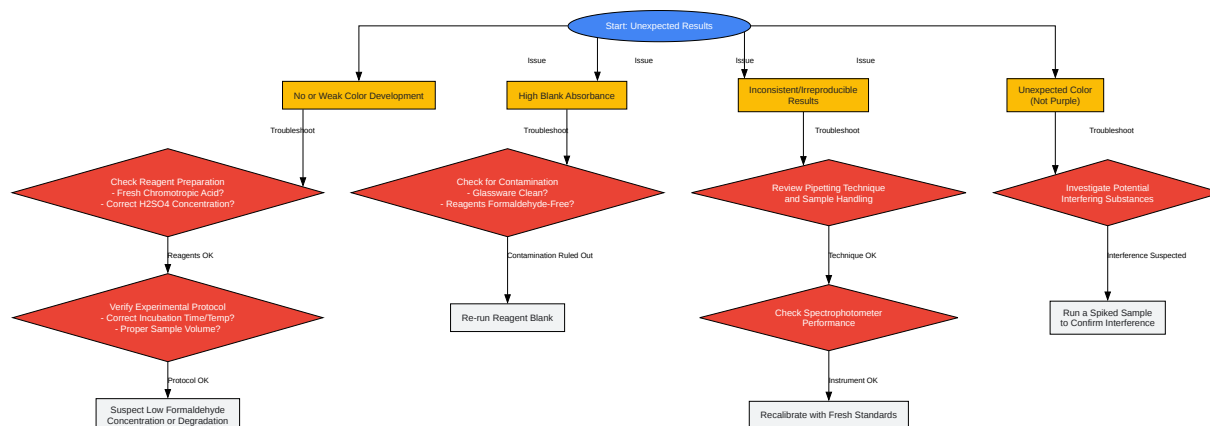 Start: Unexpected Results
Issue
Issue
Issue
Issue
No or Weak Color Development
High Blank Absorbance
Inconsistent/Irreproducible
Results
Unexpected Color
(Not Purple)
Troubleshoot
Troubleshoot
Troubleshoot
Troubleshoot
Check Reagent Preparation
- Fresh Chromotropic Acid?
- Correct H2SO4 Concentration?
Check for Contamination
- Glassware Clean?
- Reagents Formaldehyde-Free?
Review Pipetting Technique
and Sample Handling
Investigate Potential
Interfering Substances
Reagents OK
Contamination Ruled Out
Technique OK
Interference Suspected
Verify Experimental Protocol
- Correct Incubation Time/Temp?
- Proper Sample Volume?
Re-run Reagent Blank
Check Spectrophotometer
Performance
Run a Spiked Sample
to Confirm Interference
Protocol OK
Instrument OK
Suspect Low Formaldehyde
Concentration or Degradation
Recalibrate with Fresh Standards